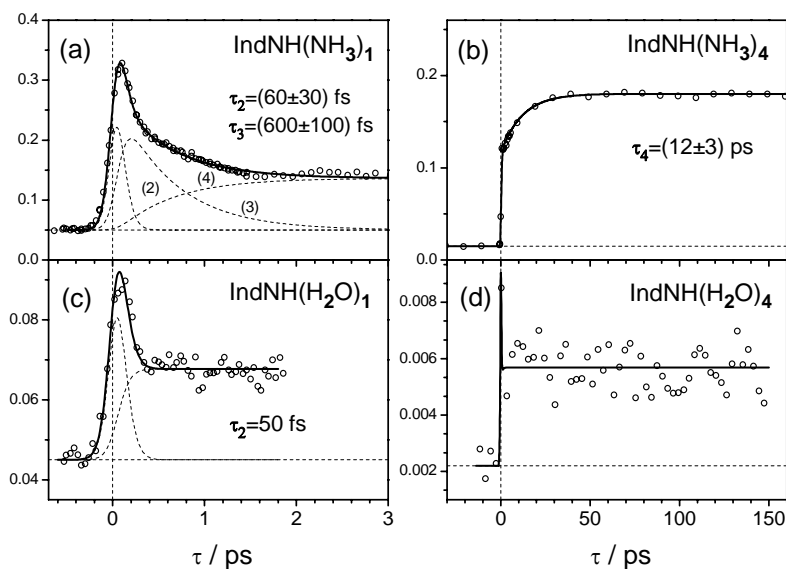 (a) IndNH(NH₃)₁
τ₂=(60±30) fs
τ₃=(600±100) fs
(2) (4) (3)
0.4
0.3
0.2
0.1
0.0
(b) IndNH(NH₃)₄
τ₄=(12±3) ps
0.2
0.1
0.0
(c) IndNH(H₂O)₁
τ₂=50 fs
0.08
0.06
0.04
0 1 2 3
τ / ps
(d) IndNH(H₂O)₄
0.008
0.006
0.004
0.002
0 50 100 150
τ / ps